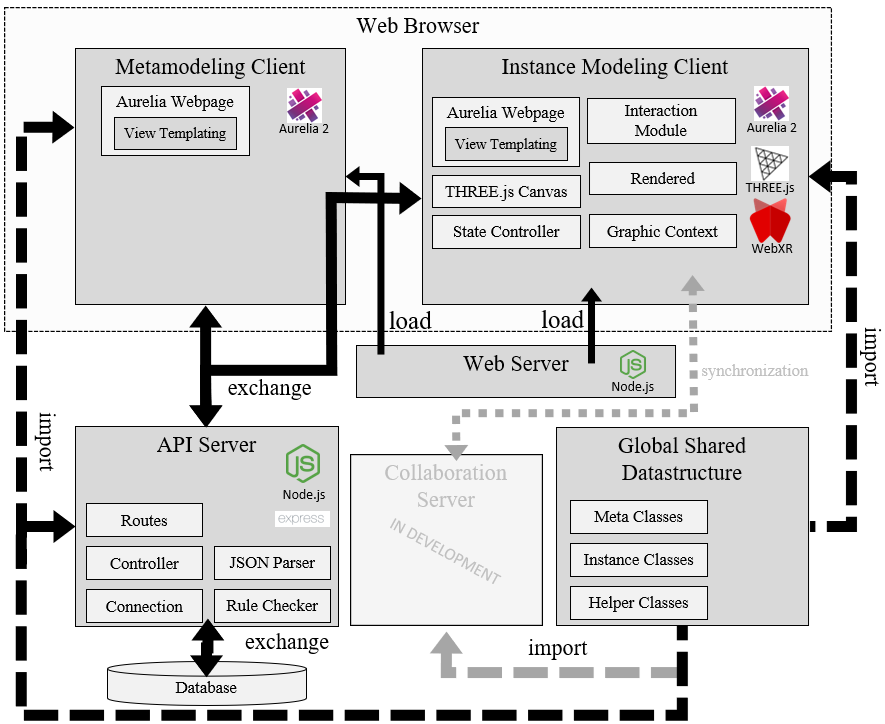 Web Browser
Metamodeling Client
Aurelia Webpage
View Templating
Aurelia 2
Instance Modeling Client
Aurelia Webpage
View Templating
THREE.js Canvas
State Controller
Interaction
Module
Rendered
Graphic Context
Aurelia 2
THREE.js
WebXR
load
load
Web Server
JS
Node.js
synchronization
exchange
import
import
API Server
JS
Node.js
express
Routes
Controller
JSON Parser
Connection
Rule Checker
exchange
Database
Collaboration
Server
IN DEVELOPMENT
Global Shared
Datastructure
Meta Classes
Instance Classes
Helper Classes
import